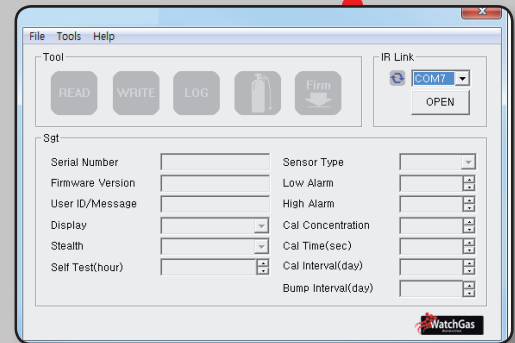 File Tools Help
Tool
READ
WRITE
LOG
Firm
IR Link
COM7
OPEN
Sgt
Serial Number
Firmware Version
User ID/Message
Display
Stealth
Self Test(hour)
Sensor Type
Low Alarm
High Alarm
Cal Concentration
Cal Time(sec)
Cal Interval(day)
Bump Interval(day)
WatchGas